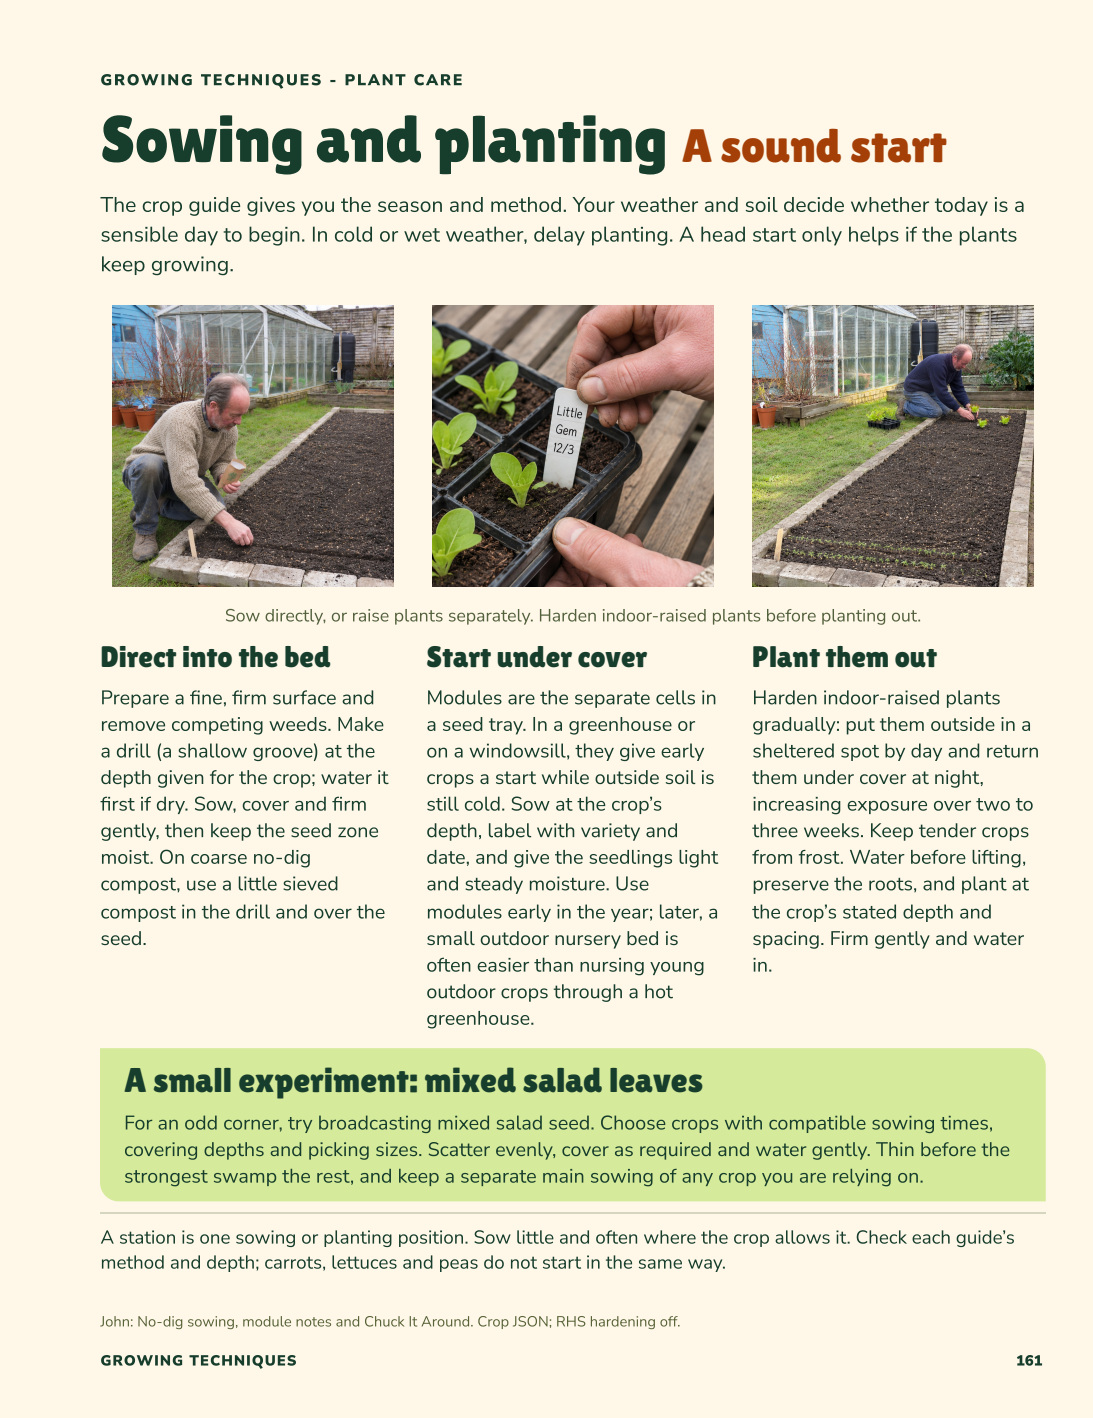 GROWING TECHNIQUES - PLANT CARE
Sowing and planting A sound start
The crop guide gives you the season and method. Your weather and soil decide whether today is a
sensible day to begin. In cold or wet weather, delay planting. A head start only helps if the plants
keep growing.
Little
Gem
12/3
Sow directly, or raise plants separately. Harden indoor-raised plants before planting out.
Direct into the bed
Prepare a fine, firm surface and
remove competing weeds. Make
a drill (a shallow groove) at the
depth given for the crop; water it
first if dry. Sow, cover and firm
gently, then keep the seed zone
moist. On coarse no-dig
compost, use a little sieved
compost in the drill and over the
seed.
Start under cover
Modules are the separate cells in
a seed tray. In a greenhouse or
on a windowsill, they give early
crops a start while outside soil is
still cold. Sow at the crop’s
depth, label with variety and
date, and give the seedlings light
and steady moisture. Use
modules early in the year; later, a
small outdoor nursery bed is
often easier than nursing young
outdoor crops through a hot
greenhouse.
Plant them out
Harden indoor-raised plants
gradually: put them outside in a
sheltered spot by day and return
them under cover at night,
increasing exposure over two to
three weeks. Keep tender crops
from frost. Water before lifting,
preserve the roots, and plant at
the crop’s stated depth and
spacing. Firm gently and water
in.
A small experiment: mixed salad leaves
For an odd corner, try broadcasting mixed salad seed. Choose crops with compatible sowing times,
covering depths and picking sizes. Scatter evenly, cover as required and water gently. Thin before the
strongest swamp the rest, and keep a separate main sowing of any crop you are relying on.
A station is one sowing or planting position. Sow little and often where the crop allows it. Check each guide’s
method and depth; carrots, lettuces and peas do not start in the same way.
John: No-dig sowing, module notes and Chuck It Around. Crop JSON; RHS hardening off.
GROWING TECHNIQUES
161